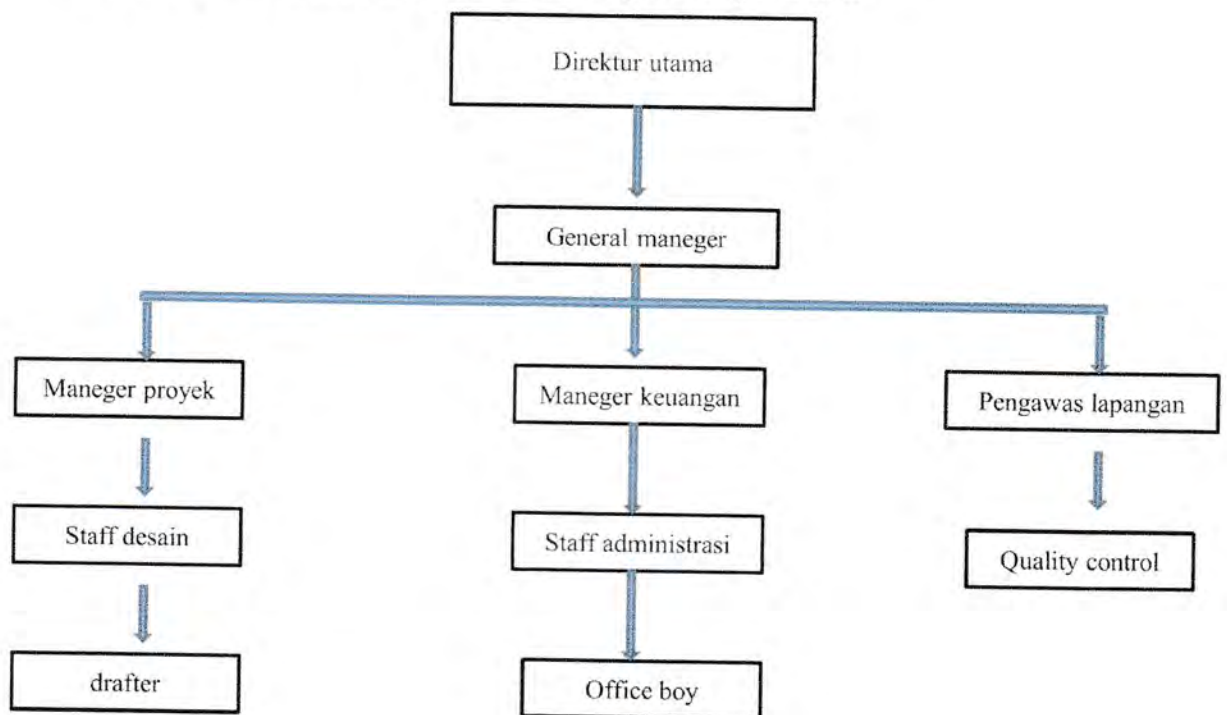 Direktur utama
General maneger
Maneger proyek
Maneger keuangan
Pengawas lapangan
Staff desain
Staff administrasi
Quality control
drafter
Office boy